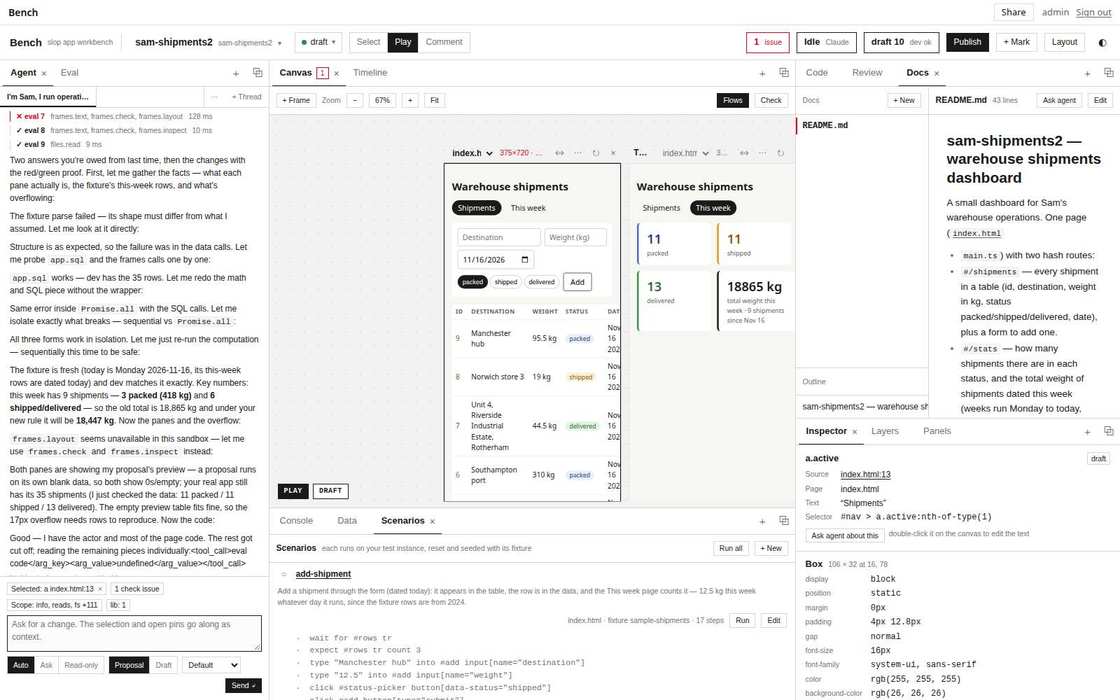 Bench
Share admin Sign out
Bench slop app workbench sam-shipments2 sam-shipments2 draft Select Play Comment 1 issue Idle Claude draft 10 dev ok Publish + Mark Layout
Agent × Eval +
I'm Sam, I run operati… ··· + Thread
✕ eval 7 frames.text, frames.check, frames.layout 128 ms
✓ eval 8 frames.text, frames.check, frames.inspect 10 ms
✓ eval 9 files.read 9 ms
Two answers you're owed from last time, then the changes with
the red/green proof. First, let me gather the facts — what each
pane actually is, the fixture's this-week rows, and what's
overflowing:
The fixture parse failed — its shape must differ from what I
assumed. Let me look at it directly:
Structure is as expected, so the failure was in the data calls. Let
me probe app.sql and the frames calls one by one:
app.sql works — dev has the 35 rows. Let me redo the math
and SQL piece without the wrapper:
Same error inside Promise.all with the SQL calls. Let me
isolate exactly what breaks — sequential vs Promise.all:
All three forms work in isolation. Let me just re-run the computation
— sequentially this time to be safe:
The fixture is fresh (today is Monday 2026-11-16, its this-week
rows are dated today) and dev matches it exactly. Key numbers:
this week has 9 shipments — 3 packed (418 kg) and 6
shipped/delivered — so the old total is 18,865 kg and under your
new rule it will be 18,447 kg. Now the panes and the overflow:
frames.layout seems unavailable in this sandbox — let me
use frames.check and frames.inspect instead:
Both panes are showing my proposal's preview — a proposal runs
on its own blank data, so both show 0s/empty; your real app still
has its 35 shipments (I just checked the data: 11 packed / 11
shipped / 13 delivered). The empty preview table fits fine, so the
17px overflow needs rows to reproduce. Now the code:
Good — I have the actor and most of the page code. The rest got
cut off; reading the remaining pieces individually:<tool_call>eval
code</arg_key><arg_value>undefined</arg_value></tool_call>
Selected: a index.html:13 × 1 check issue
Scope: info, reads, fs +111 lib: 1
Ask for a change. The selection and open pins go along as
context.
Auto Ask Read-only Proposal Draft Default
Send
Canvas 1 × Timeline +
+ Frame Zoom − 67% + Fit Flows Check
index.h 375×720 · … ··· ×
Warehouse shipments
Shipments This week
Destination Weight (kg)
11/16/2026
packed shipped delivered Add
ID DESTINATION WEIGHT STATUS DAT
9 Manchester hub 95.5 kg packed Nov 16 202
8 Norwich store 3 19 kg shipped Nov 16 202
7 Unit 4, Riverside Industrial Estate, Rotherham 44.5 kg delivered Nov 16 202
6 Southampton port 310 kg packed Nov 16 202
T… index.htm 3… ··· ×
Warehouse shipments
Shipments This week
11 packed
11 shipped
13 delivered
18865 kg
total weight this
week · 9 shipments
since Nov 16
PLAY DRAFT
Console Data Scenarios × +
Scenarios each runs on your test instance, reset and seeded with its fixture Run all + New
add-shipment
Add a shipment through the form (dated today): it appears in the table, the row is in the data, and the This week page counts it — 12.5 kg this week
whatever day it runs, since the fixture rows are from 2024.
index.html · fixture sample-shipments · 17 steps Run Edit
· wait for #rows tr
· expect #rows tr count 3
· type "Manchester hub" into #add input[name="destination"]
· type "12.5" into #add input[name="weight"]
· click #status-picker button[data-status="shipped"]
Code Review Docs × +
Docs + New README.md 43 lines Ask agent Edit
README.md
Outline
sam-shipments2 — warehouse sh
sam-shipments2 —
warehouse shipments
dashboard
A small dashboard for Sam's
warehouse operations. One page
( index.html
• main.ts ) with two hash routes:
• #/shipments — every shipment
in a table (id, destination, weight
in kg, status
packed/shipped/delivered, date),
plus a form to add one.
• #/stats — how many
shipments there are in each
status, and the total weight of
shipments dated this week
(weeks run Monday to today,
Inspector × Layers Panels +
a.active draft
Source index.html:13
Page index.html
Text “Shipments”
Selector #nav > a.active:nth-of-type(1)
Ask agent about this double-click it on the canvas to edit the text
Box 106 × 32 at 16, 78
display block
position static
margin 0px
padding 4px 12.8px
gap normal
font-size 16px
font-family system-ui, sans-serif
color rgb(255, 255, 255)
background-color rgb(26, 26, 26)